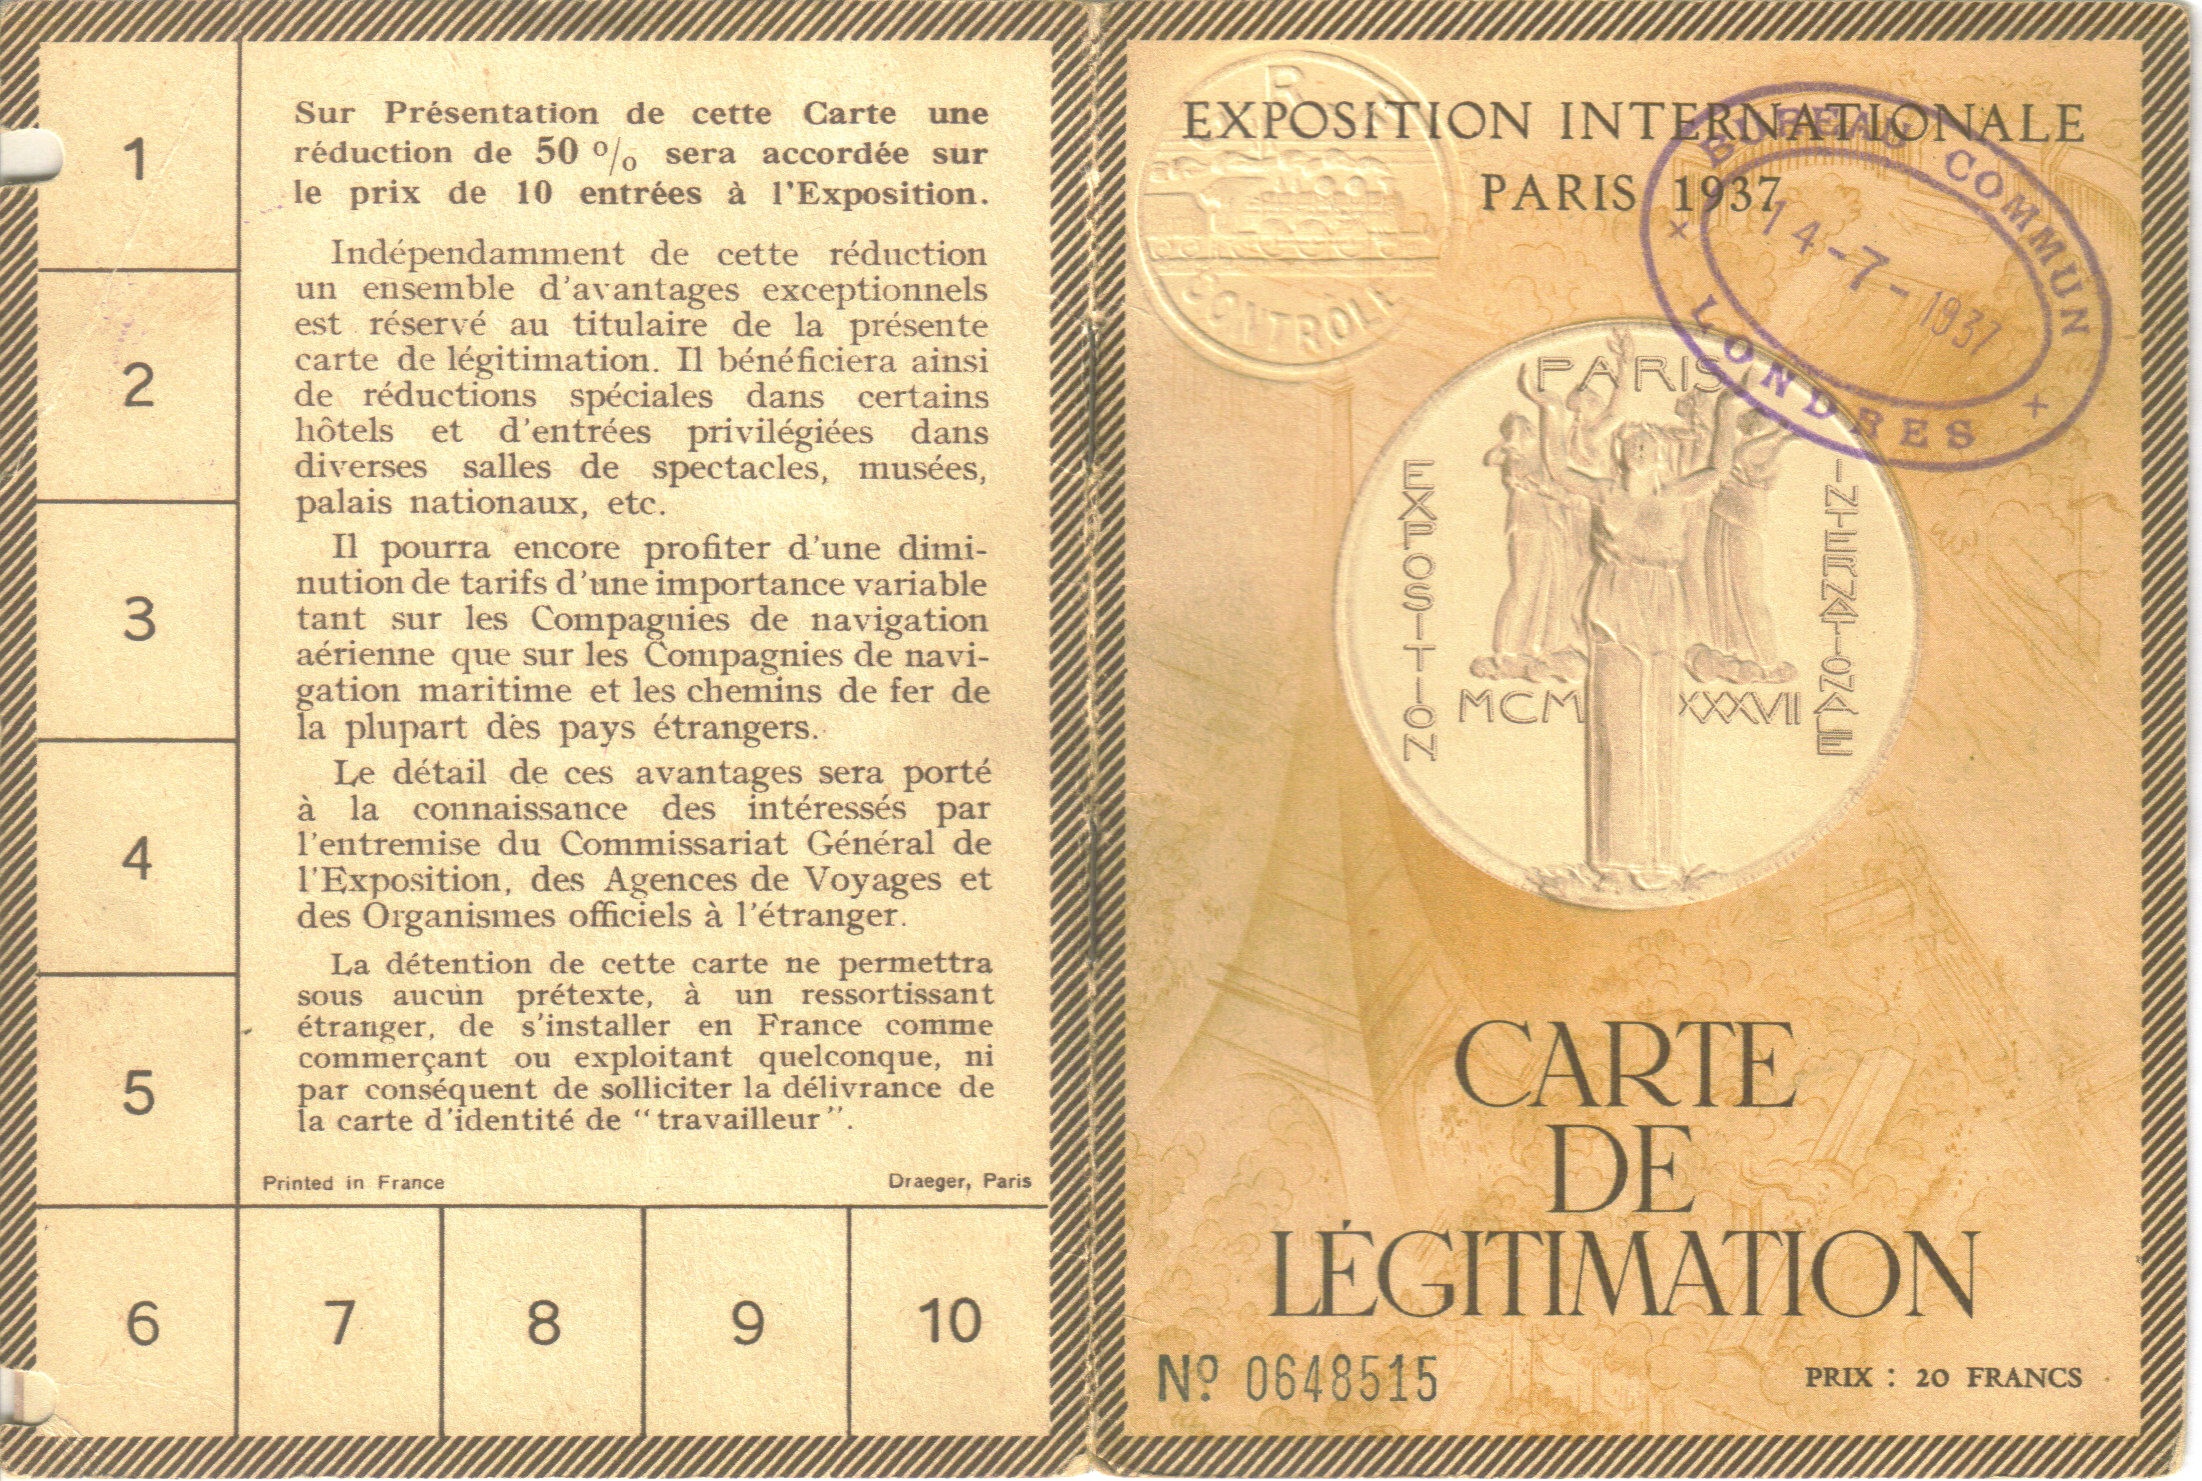 1
2
3
4
5
6
7
8
9
10
Sur Présentation de cette Carte une
réduction de 50 % sera accordée sur
le prix de 10 entrées à l'Exposition.
Indépendamment de cette réduction
un ensemble d'avantages exceptionnels
est réservé au titulaire de la présente
carte de légitimation. Il bénéficiera ainsi
de réductions spéciales dans certains
hôtels et d'entrées privilégiées dans
diverses salles de spectacles, musées,
palais nationaux, etc.
Il pourra encore profiter d'une dimi-
nution de tarifs d'une importance variable
tant sur les Compagnies de navigation
aérienne que sur les Compagnies de navi-
gation maritime et les chemins de fer de
la plupart des pays étrangers.
Le détail de ces avantages sera porté
à la connaissance des intéressés par
l'entremise du Commissariat Général de
l'Exposition, des Agences de Voyages et
des Organismes officiels à l'étranger.
La détention de cette carte ne permettra
sous aucun prétexte, à un ressortissant
étranger, de s'installer en France comme
commerçant ou exploitant quelconque, ni
par conséquent de solliciter la délivrance de
la carte d'identité de "travailleur".
Printed in France
Draeger, Paris
EXPOSITION INTERNATIONALE
PARIS 1937
CONTRÔLE
BUREAU COMMUN
14-7-1937
LONDRES
PARIS
EXPOSITION
INTERNATIONALE
MCM XXXVII
CARTE
DE
LÉGITIMATION
Nº 0648515
PRIX : 20 FRANCS